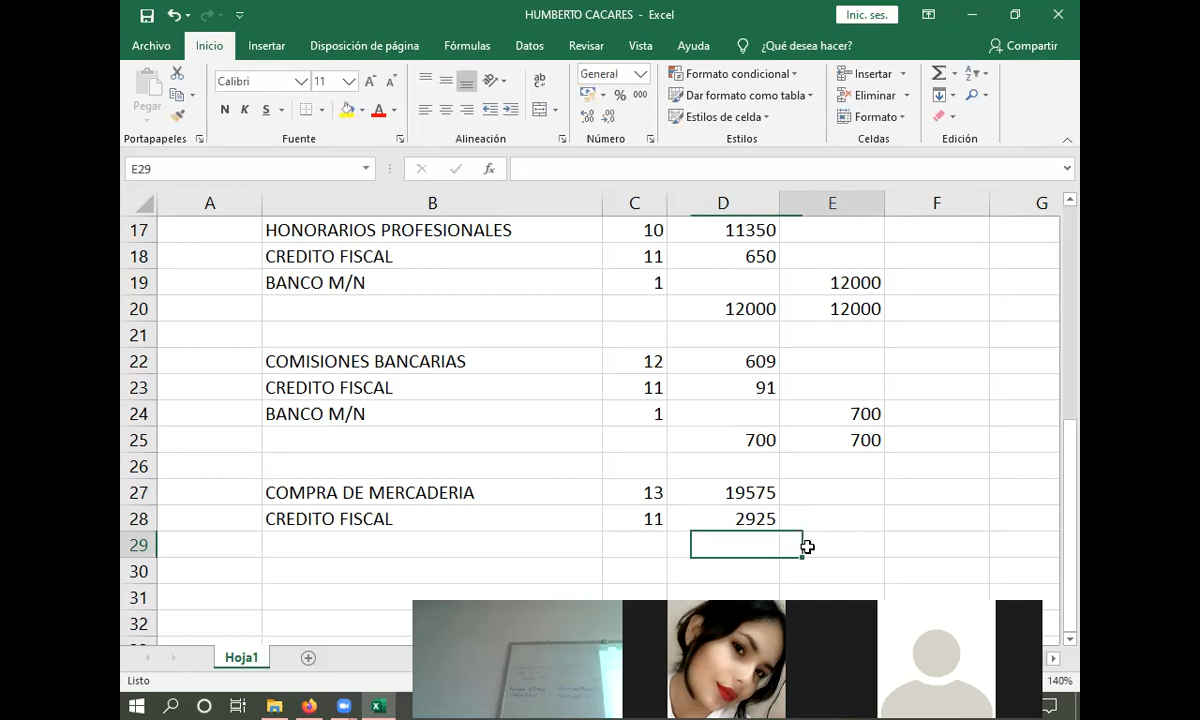 HUMBERTO CACARES - Excel
Inic. ses.
Archivo Inicio Insertar Disposición de página Fórmulas Datos Revisar Vista Ayuda ¿Qué desea hacer? Compartir
Pegar
Calibri 11
N K S
General
% 000
Formato condicional
Dar formato como tabla
Estilos de celda
Insertar
Eliminar
Formato
Portapapeles Fuente Alineación Número Estilos Celdas Edición
E29 fx
A B C D E F G
17 HONORARIOS PROFESIONALES 10 11350
18 CREDITO FISCAL 11 650
19 BANCO M/N 1 12000
20 12000 12000
21
22 COMISIONES BANCARIAS 12 609
23 CREDITO FISCAL 11 91
24 BANCO M/N 1 700
25 700 700
26
27 COMPRA DE MERCADERIA 13 19575
28 CREDITO FISCAL 11 2925
29
30
31
32
Hoja1
Listo 140%